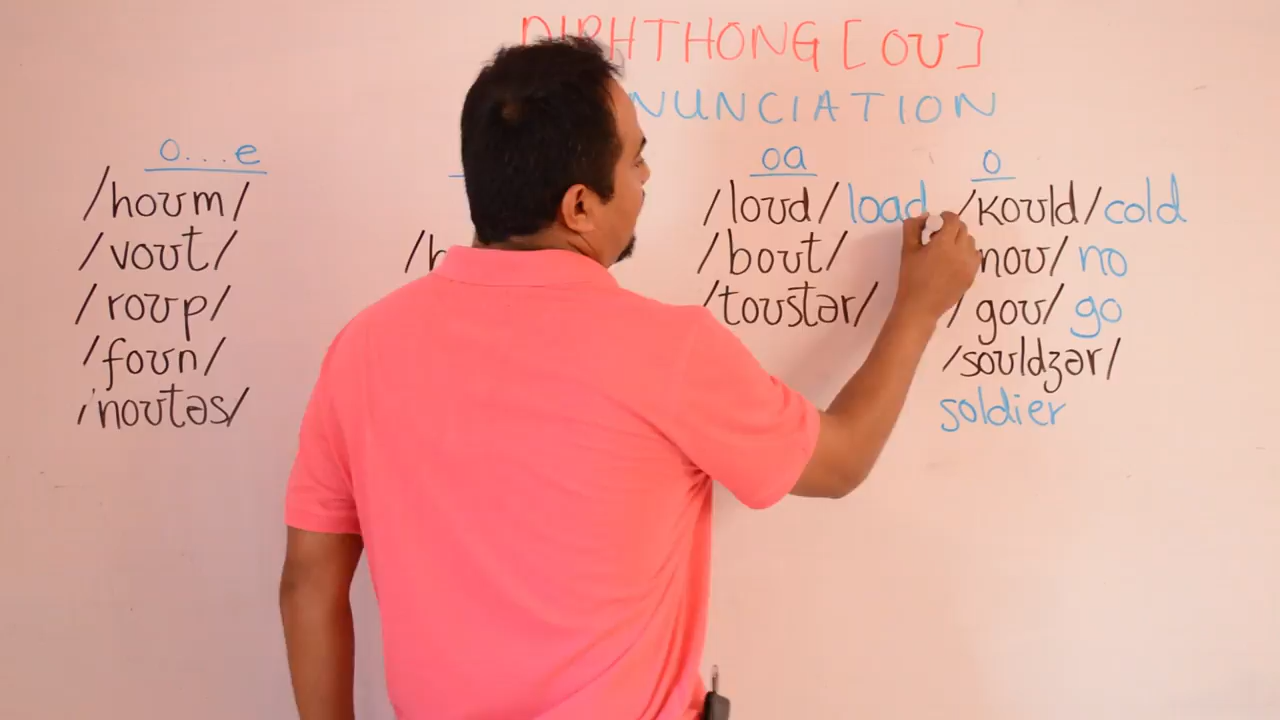 DIPHTHONG [OU]
NUNCIATION
o...e
/hoʊm/
/voʊt/
/roʊp/
/foʊn/
/noʊtəs/
oa
/loʊd/ load
/boʊt/
/toʊstər/
o
/koʊld/ cold
noʊ/ no
/goʊ/ go
/soʊldʒər/
soldier